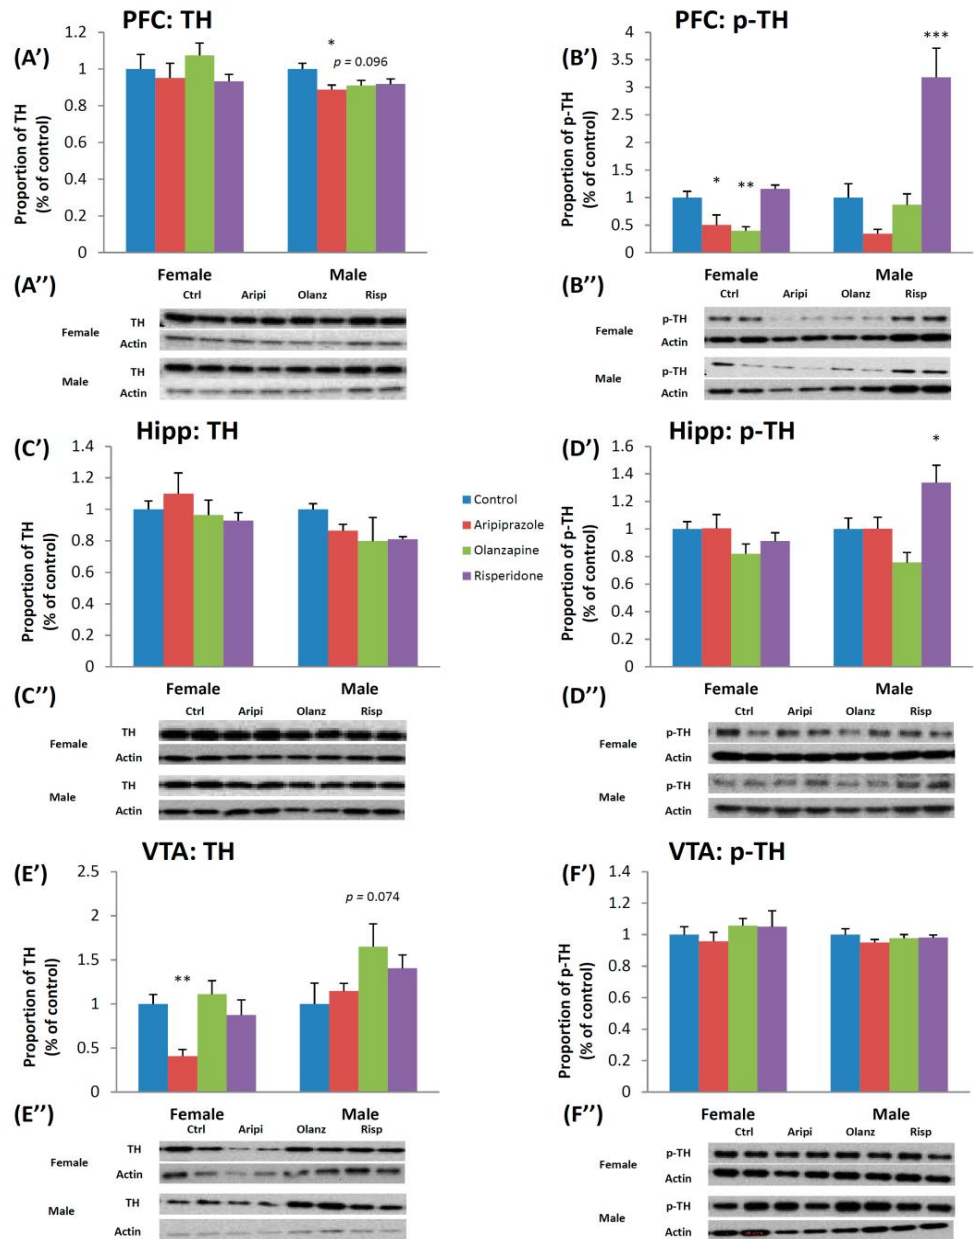 PFC: TH
(A')
Proportion of TH
(% of control)
1.2
1
0.8
0.6
0.4
0.2
0
*
p = 0.096
Female Male
PFC: p-TH
(B')
Proportion of p-TH
(% of control)
4
3.5
3
2.5
2
1.5
1
0.5
0
* ** ***
Female Male
(A'')
Ctrl Aripi Olanz Risp
Female TH
Actin
Male TH
Actin
(B'')
Ctrl Aripi Olanz Risp
Female p-TH
Actin
Male p-TH
Actin
Hipp: TH
(C')
Proportion of TH
(% of control)
1.4
1.2
1
0.8
0.6
0.4
0.2
0
Female Male
Control
Aripiprazole
Olanzapine
Risperidone
Hipp: p-TH
(D')
Proportion of p-TH
(% of control)
1.6
1.4
1.2
1
0.8
0.6
0.4
0.2
0
*
Female Male
(C'')
Ctrl Aripi Olanz Risp
Female TH
Actin
Male TH
Actin
(D'')
Ctrl Aripi Olanz Risp
Female p-TH
Actin
Male p-TH
Actin
VTA: TH
(E')
Proportion of TH
(% of control)
2.5
2
1.5
1
0.5
0
**
p = 0.074
Female Male
VTA: p-TH
(F')
Proportion of p-TH
(% of control)
1.4
1.2
1
0.8
0.6
0.4
0.2
0
Female Male
(E'')
Ctrl Aripi Olanz Risp
Female TH
Actin
Male TH
Actin
(F'')
Ctrl Aripi Olanz Risp
Female p-TH
Actin
Male p-TH
Actin